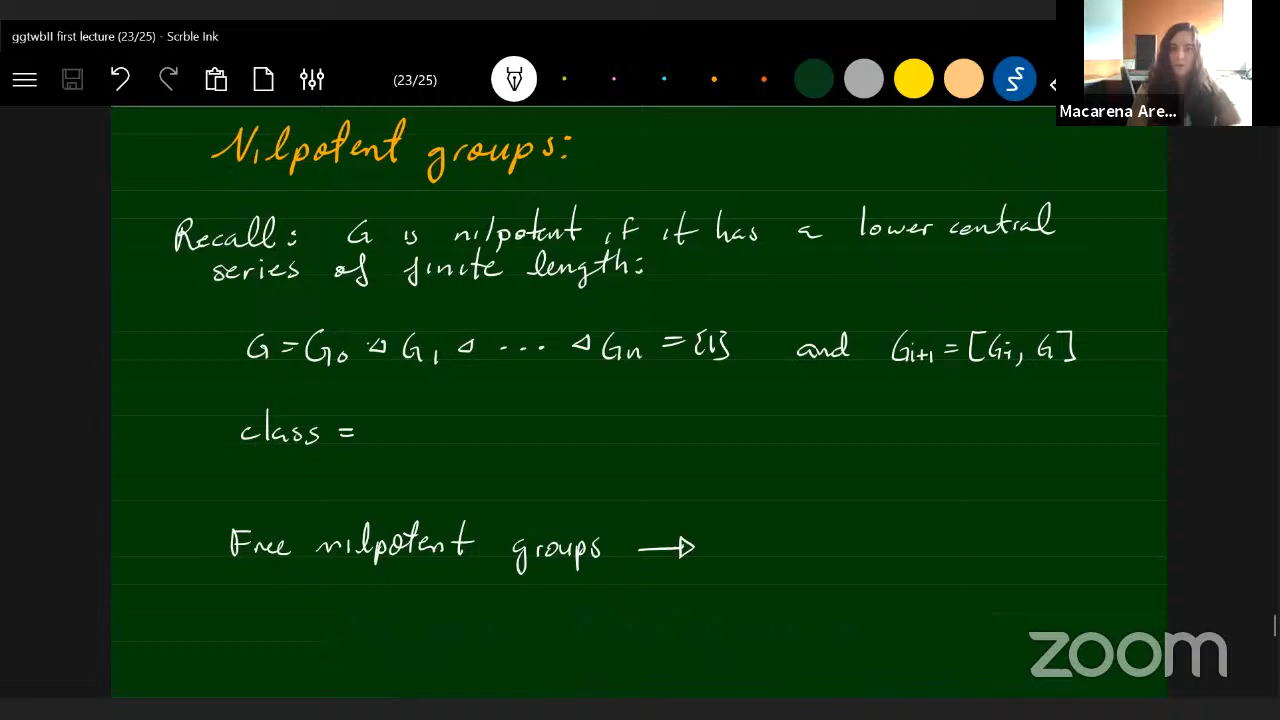 ggtwbII first lecture (23/25) - Scrble Ink
(23/25)
Macarena Are...
Nilpotent groups:
Recall: G is nilpotent if it has a lower central
series of finite length:
G = G₀ ▵ G₁ ▵ ... ▵ Gₙ = {1} and Gᵢ₊₁ = [Gᵢ, G]
class =
Free nilpotent groups →
zoom